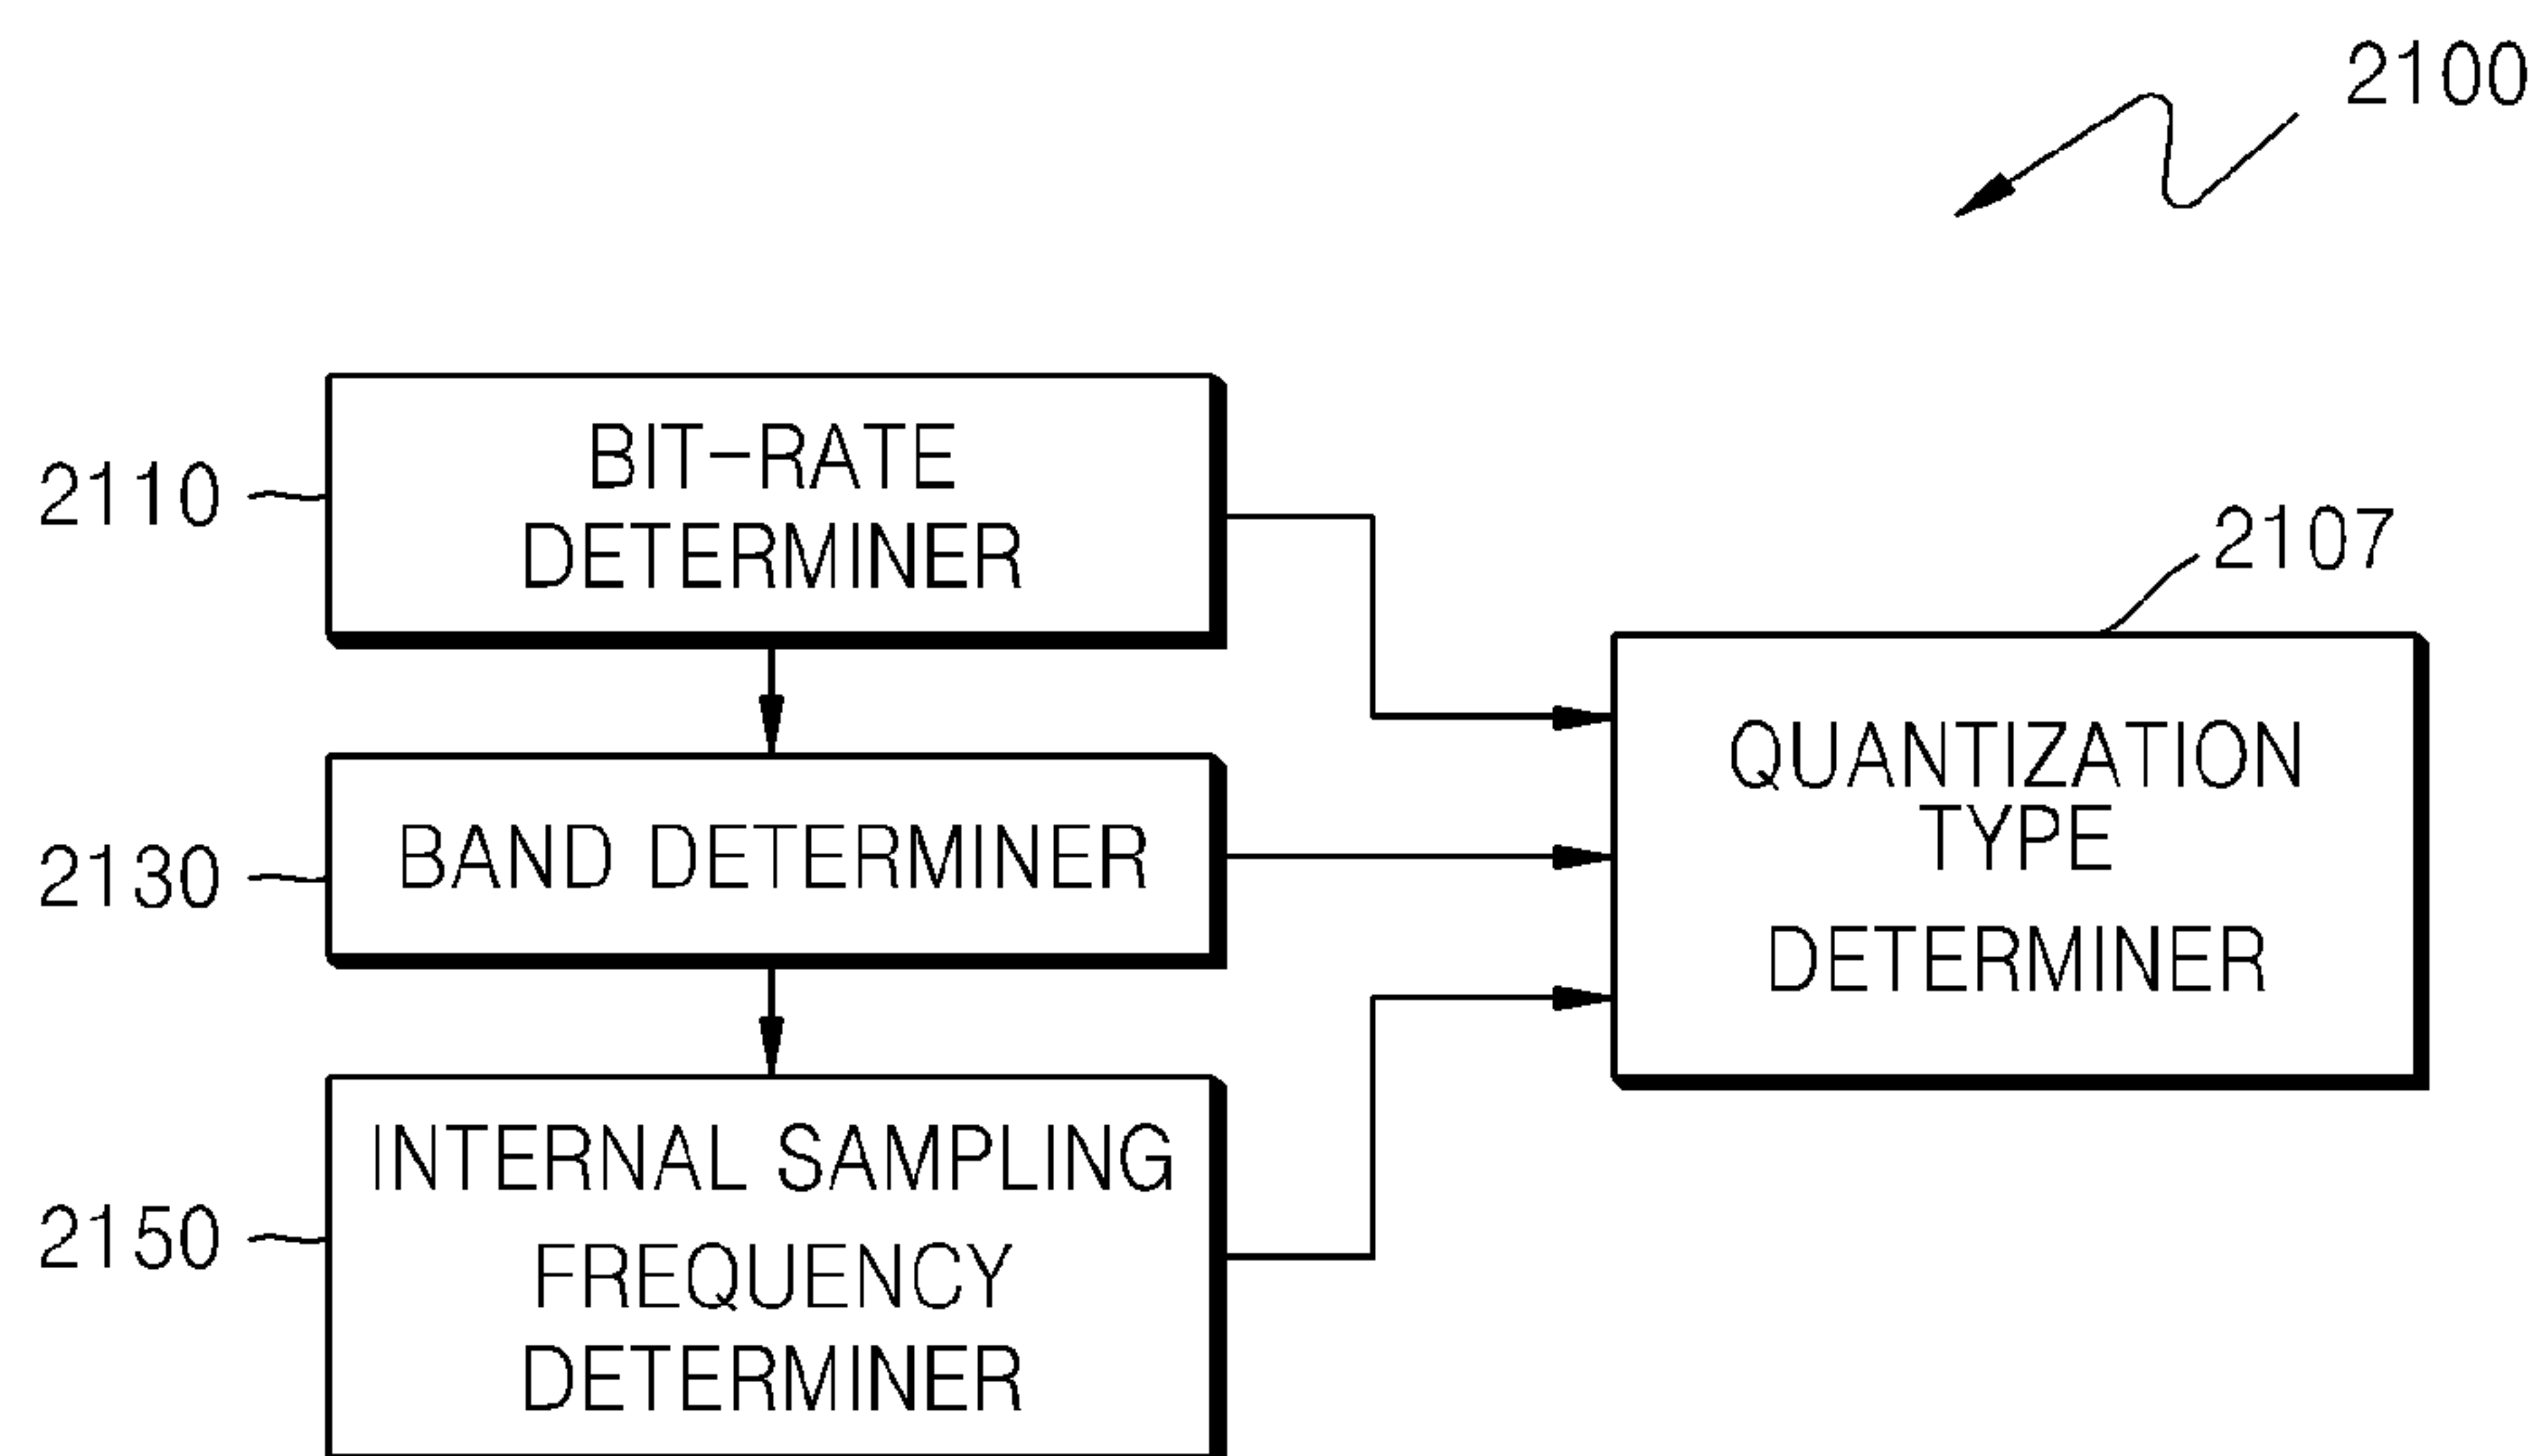 2100
2110
BIT-RATE
DETERMINER
2107
2130
BAND DETERMINER
QUANTIZATION
TYPE
DETERMINER
2150
INTERNAL SAMPLING
FREQUENCY
DETERMINER